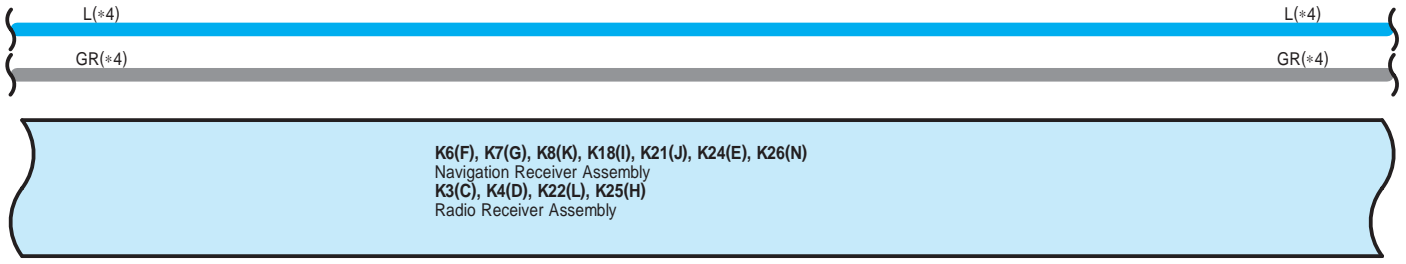 L(*4) L(*4)
GR(*4) GR(*4)
K6(F), K7(G), K8(K), K18(I), K21(J), K24(E), K26(N)
Navigation Receiver Assembly
K3(C), K4(D), K22(L), K25(H)
Radio Receiver Assembly